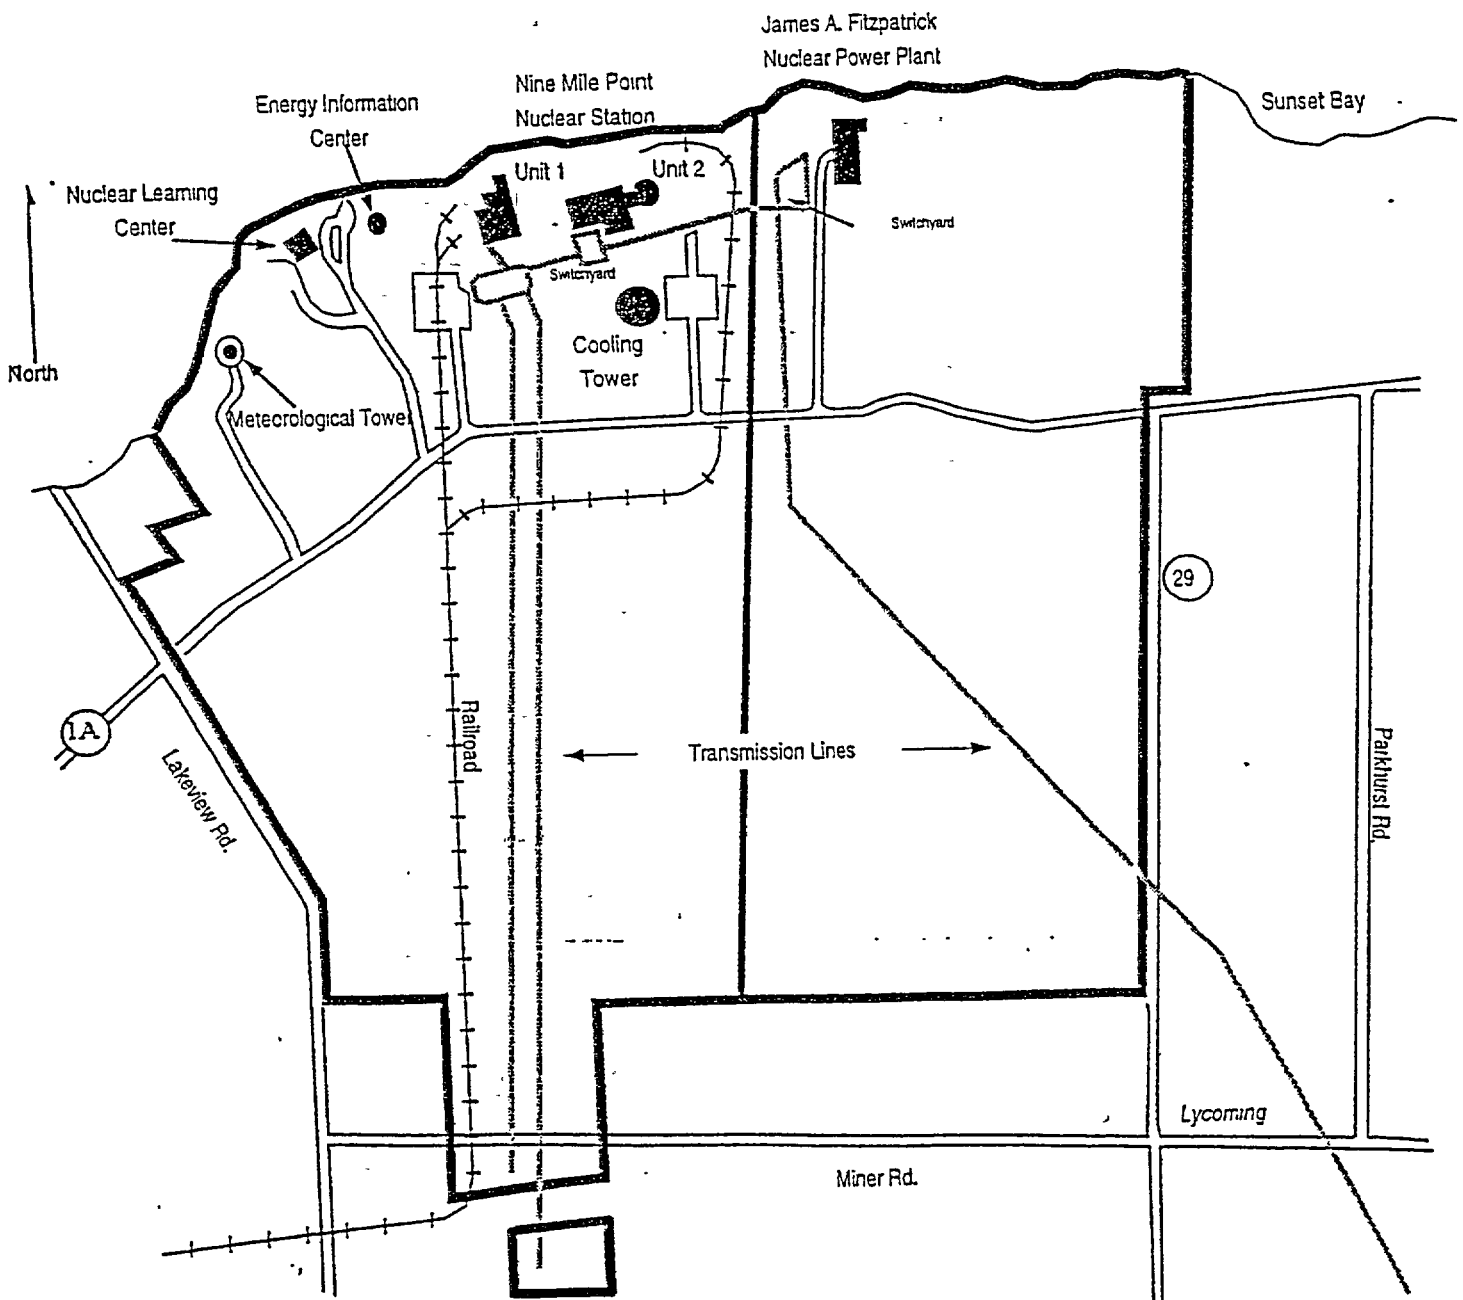 James A. Fitzpatrick
Nuclear Power Plant
Nine Mile Point
Nuclear Station
Energy Information
Center
Sunset Bay
Unit 1
Unit 2
Nuclear Learning
Center
Switchyard
Switchyard
Cooling
Tower
North
Meteorological Tower
29
1A
Railroad
Transmission Lines
Lakeview Rd.
Parkhurst Rd.
Lycoming
Miner Rd.